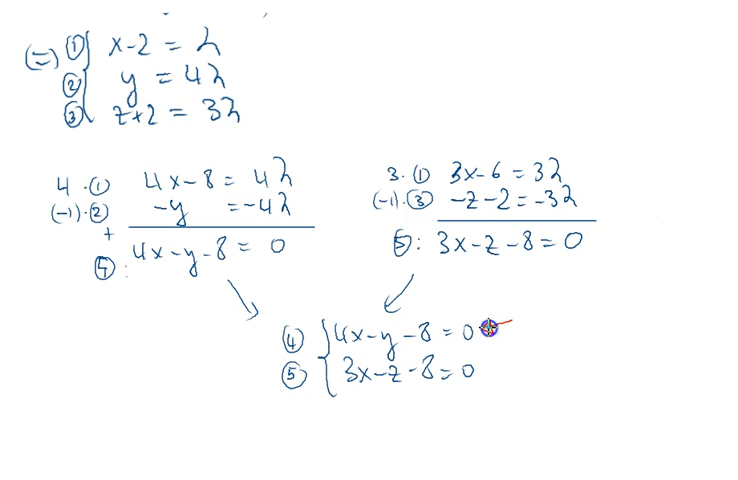 (=) ① x-2 = λ
② y = 4λ
③ z+2 = 3λ
4 · ① 4x-8 = 4λ
(-1) · ② -y = -4λ
+
④ : 4x-y-8 = 0
3 · ① 3x-6 = 3λ
(-1) · ③ -z-2 = -3λ
⑤ : 3x-z-8 = 0
④ 4x-y-8 = 0
⑤ 3x-z-8 = 0